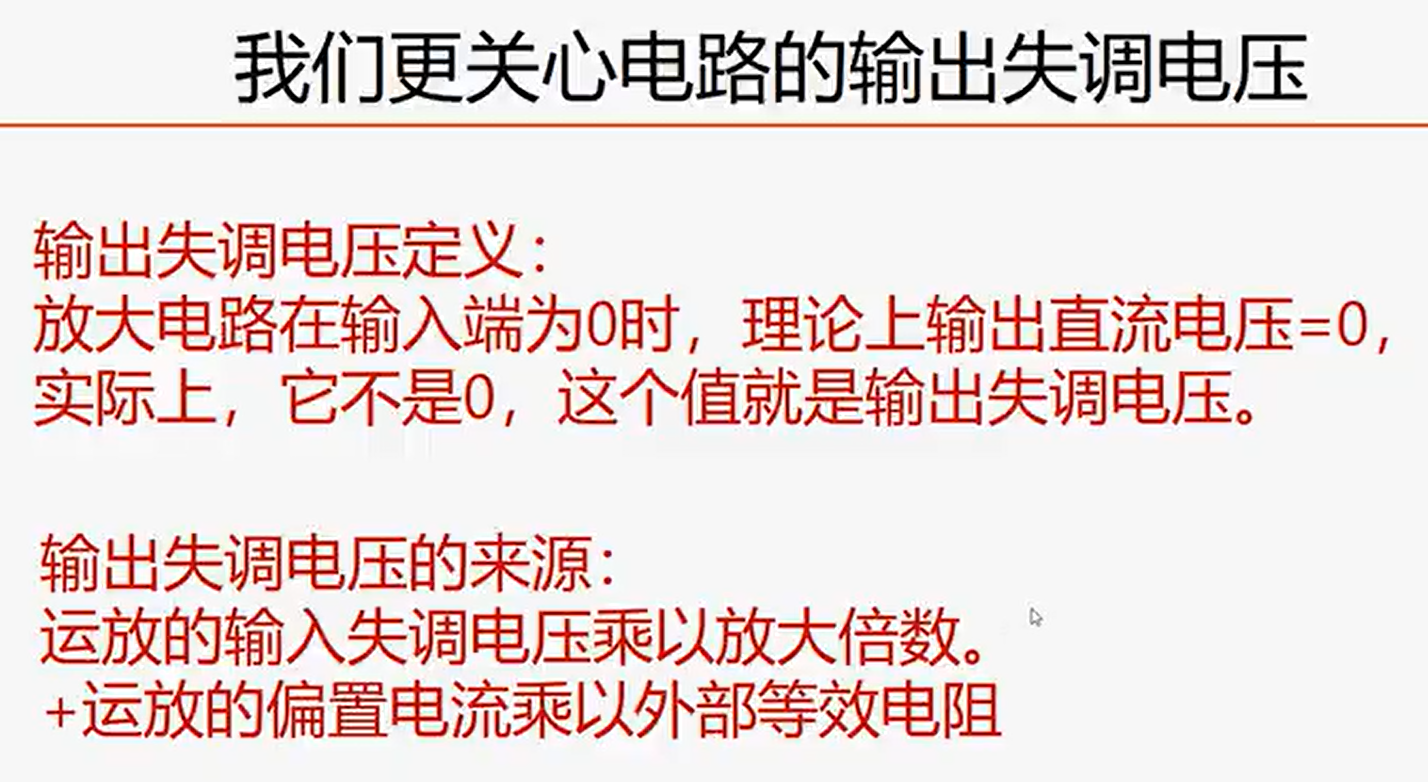 我们更关心电路的输出失调电压
输出失调电压定义：
放大电路在输入端为0时，理论上输出直流电压=0，
实际上，它不是0，这个值就是输出失调电压。
输出失调电压的来源：
运放的输入失调电压乘以放大倍数。
+运放的偏置电流乘以外部等效电阻